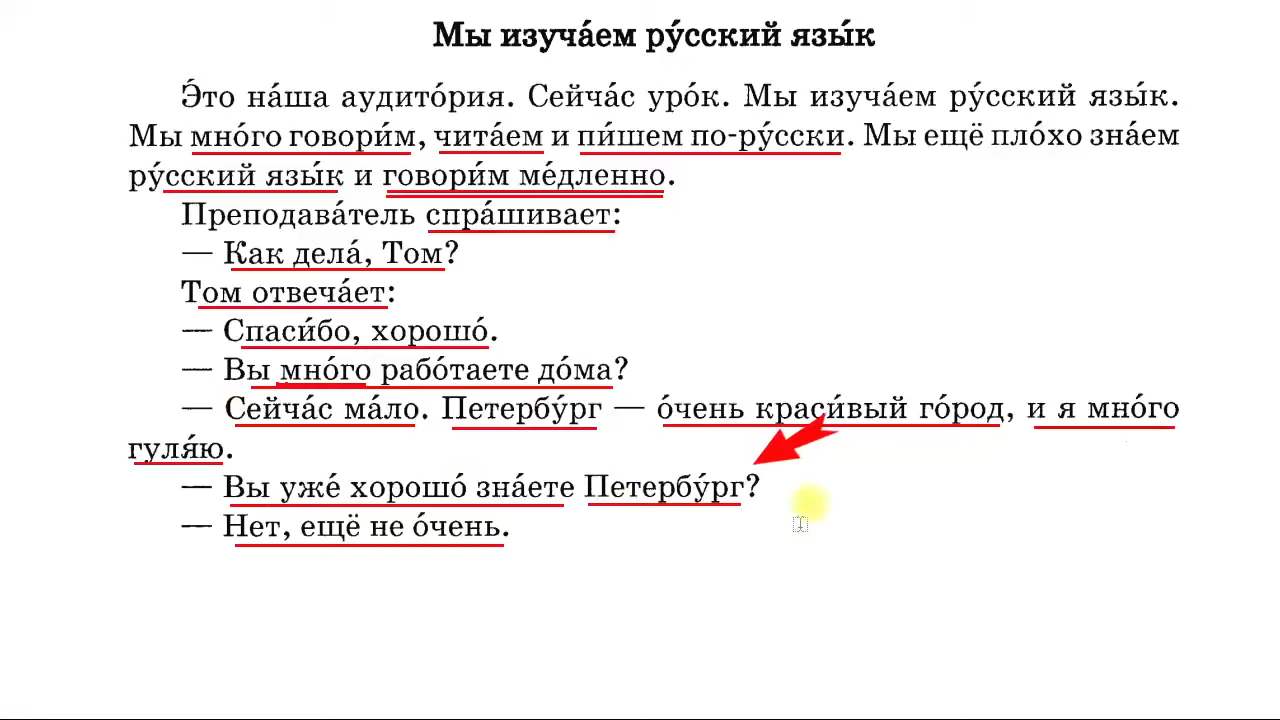 Мы изуча́ем ру́сский язы́к
Э́то на́ша аудито́рия. Сейча́с уро́к. Мы изуча́ем ру́сский язы́к.
Мы мно́го говори́м, чита́ем и пи́шем по-ру́сски. Мы ещё пло́хо зна́ем
ру́сский язы́к и говори́м ме́дленно.
Преподава́тель спра́шивает:
— Как дела́, Том?
Том отвеча́ет:
— Спаси́бо, хорошо́.
— Вы мно́го рабо́таете до́ма?
— Сейча́с ма́ло. Петербу́рг — о́чень краси́вый го́род, и я мно́го
гуля́ю.
— Вы уже́ хорошо́ зна́ете Петербу́рг?
— Нет, ещё не о́чень.